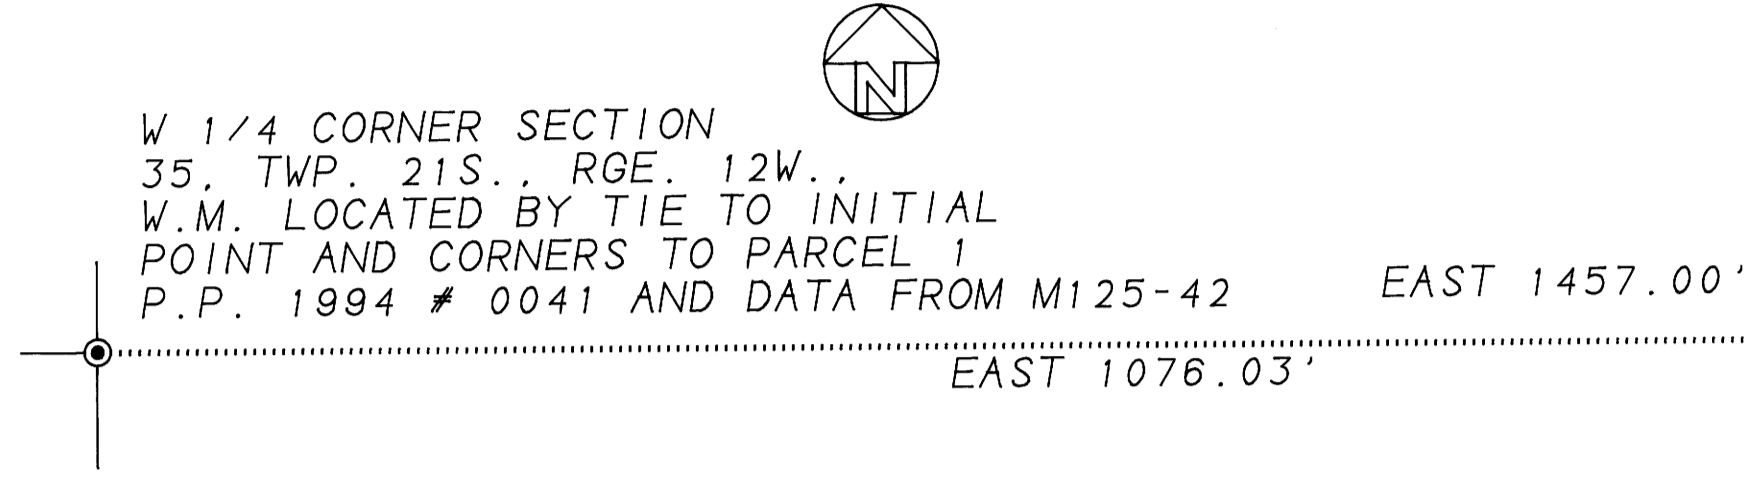 N
W 1/4 CORNER SECTION
35, TWP. 21S., RGE. 12W.,
W.M. LOCATED BY TIE TO INITIAL
POINT AND CORNERS TO PARCEL 1
P.P. 1994 # 0041 AND DATA FROM M125-42
EAST 1457.00'
EAST 1076.03'